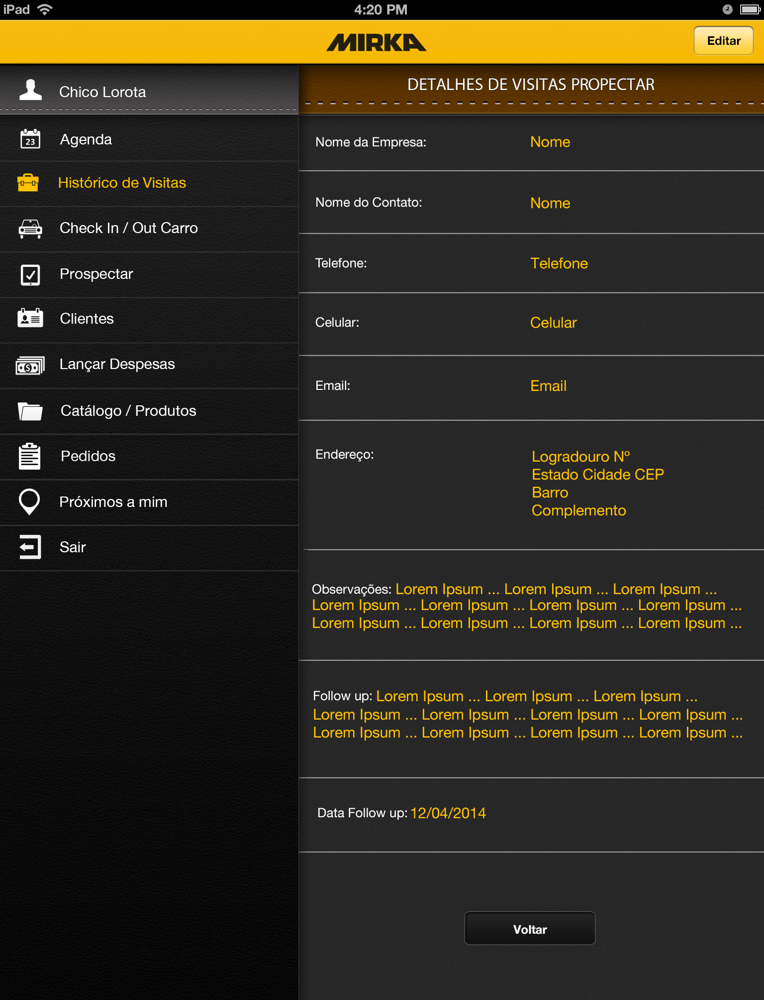 iPad
4:20 PM
MIRKA
Editar
Chico Lorota
23
Agenda
Histórico de Visitas
Check In / Out Carro
Prospectar
Clientes
$
Lançar Despesas
Catálogo / Produtos
Pedidos
Próximos a mim
Sair
DETALHES DE VISITAS PROPECTAR
Nome da Empresa: Nome
Nome do Contato: Nome
Telefone: Telefone
Celular: Celular
Email: Email
Endereço: Logradouro Nº
Estado Cidade CEP
Barro
Complemento
Observações: Lorem Ipsum ... Lorem Ipsum ... Lorem Ipsum ...
Lorem Ipsum ... Lorem Ipsum ... Lorem Ipsum ... Lorem Ipsum ...
Lorem Ipsum ... Lorem Ipsum ... Lorem Ipsum ... Lorem Ipsum ...
Follow up: Lorem Ipsum ... Lorem Ipsum ... Lorem Ipsum ...
Lorem Ipsum ... Lorem Ipsum ... Lorem Ipsum ... Lorem Ipsum ...
Lorem Ipsum ... Lorem Ipsum ... Lorem Ipsum ... Lorem Ipsum ...
Data Follow up: 12/04/2014
Voltar